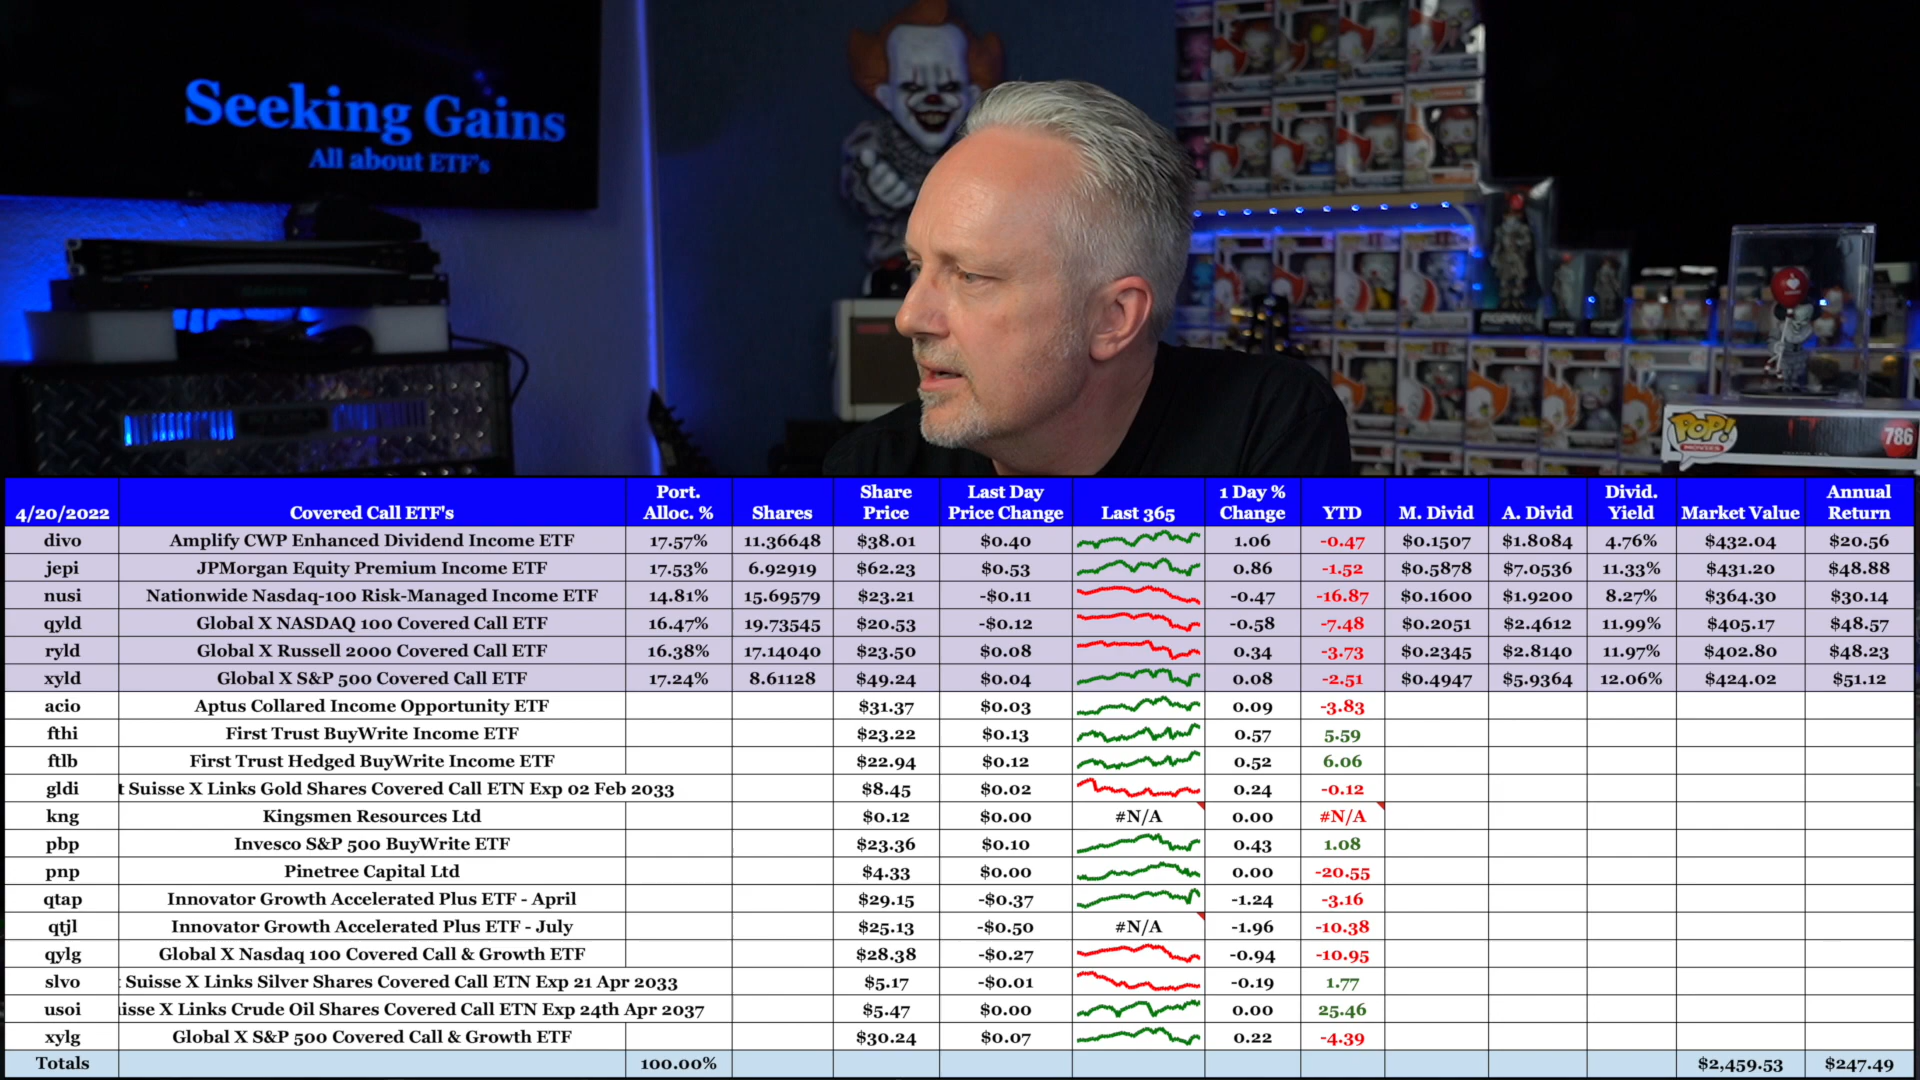 Seeking Gains
All about ETF's
SAMSON
POP!
MOVIES
786
4/20/2022 Covered Call ETF's Port. Alloc. % Shares Share Price Last Day Price Change Last 365 1 Day % Change YTD M. Divid A. Divid Divid. Yield Market Value Annual Return
divo Amplify CWP Enhanced Dividend Income ETF 17.57% 11.36648 $38.01 $0.40 1.06 -0.47 $0.1507 $1.8084 4.76% $432.04 $20.56
jepi JPMorgan Equity Premium Income ETF 17.53% 6.92919 $62.23 $0.53 0.86 -1.52 $0.5878 $7.0536 11.33% $431.20 $48.88
nusi Nationwide Nasdaq-100 Risk-Managed Income ETF 14.81% 15.69579 $23.21 -$0.11 -0.47 -16.87 $0.1600 $1.9200 8.27% $364.30 $30.14
qyld Global X NASDAQ 100 Covered Call ETF 16.47% 19.73545 $20.53 -$0.12 -0.58 -7.48 $0.2051 $2.4612 11.99% $405.17 $48.57
ryld Global X Russell 2000 Covered Call ETF 16.38% 17.14040 $23.50 $0.08 0.34 -3.73 $0.2345 $2.8140 11.97% $402.80 $48.23
xyld Global X S&P 500 Covered Call ETF 17.24% 8.61128 $49.24 $0.04 0.08 -2.51 $0.4947 $5.9364 12.06% $424.02 $51.12
acio Aptus Collared Income Opportunity ETF $31.37 $0.03 0.09 -3.83
fthi First Trust BuyWrite Income ETF $23.22 $0.13 0.57 5.59
ftlb First Trust Hedged BuyWrite Income ETF $22.94 $0.12 0.52 6.06
gldi t Suisse X Links Gold Shares Covered Call ETN Exp 02 Feb 2033 $8.45 $0.02 0.24 -0.12
kng Kingsmen Resources Ltd $0.12 $0.00 #N/A 0.00 #N/A
pbp Invesco S&P 500 BuyWrite ETF $23.36 $0.10 0.43 1.08
pnp Pinetree Capital Ltd $4.33 $0.00 0.00 -20.55
qtap Innovator Growth Accelerated Plus ETF - April $29.15 -$0.37 -1.24 -3.16
qtjl Innovator Growth Accelerated Plus ETF - July $25.13 -$0.50 #N/A -1.96 -10.38
qylg Global X Nasdaq 100 Covered Call & Growth ETF $28.38 -$0.27 -0.94 -10.95
slvo Suisse X Links Silver Shares Covered Call ETN Exp 21 Apr 2033 $5.17 -$0.01 -0.19 1.77
usoi isse X Links Crude Oil Shares Covered Call ETN Exp 24th Apr 2037 $5.47 $0.00 0.00 25.46
xylg Global X S&P 500 Covered Call & Growth ETF $30.24 $0.07 0.22 -4.39
Totals 100.00% $2,459.53 $247.49